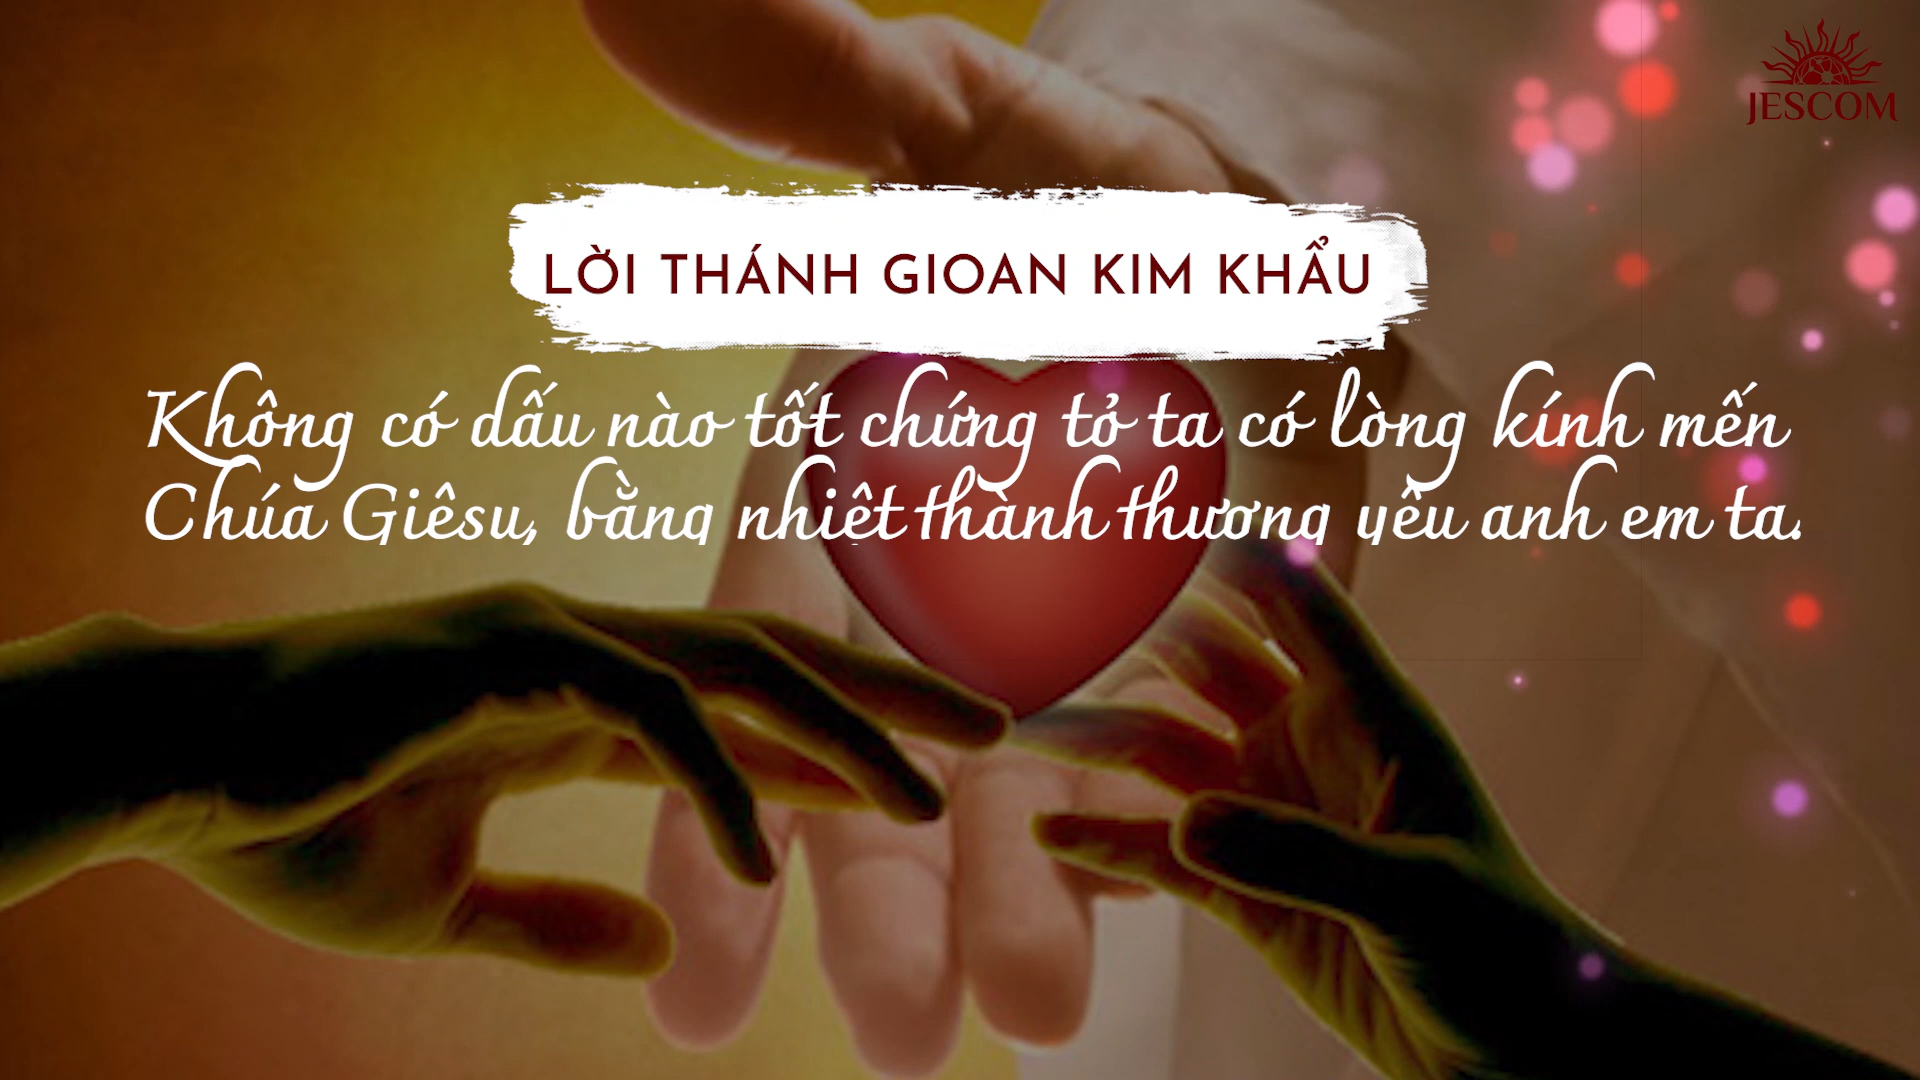 JESCOM
LỜI THÁNH GIOAN KIM KHẨU
Không có dấu nào tốt chứng tỏ ta có lòng kính mến
Chúa Giêsu, bằng nhiệt thành thương yêu anh em ta.